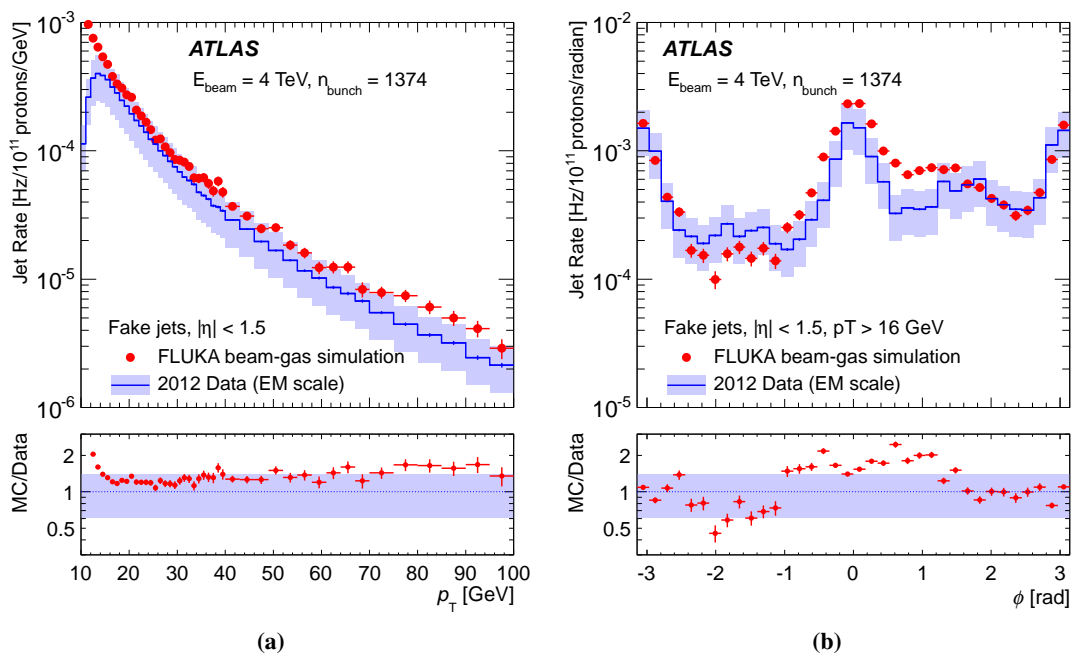 Jet Rate [Hz/10¹¹ protons/GeV]
10⁻³
10⁻⁴
10⁻⁵
10⁻⁶
ATLAS
E_beam = 4 TeV, n_bunch = 1374
Fake jets, |η| < 1.5
FLUKA beam-gas simulation
2012 Data (EM scale)
MC/Data
2
1
0.5
10 20 30 40 50 60 70 80 90 100
p_T [GeV]
(a)
Jet Rate [Hz/10¹¹ protons/radian]
10⁻²
10⁻³
10⁻⁴
10⁻⁵
ATLAS
E_beam = 4 TeV, n_bunch = 1374
Fake jets, |η| < 1.5, pT > 16 GeV
FLUKA beam-gas simulation
2012 Data (EM scale)
MC/Data
2
1
0.5
-3 -2 -1 0 1 2 3
ϕ [rad]
(b)